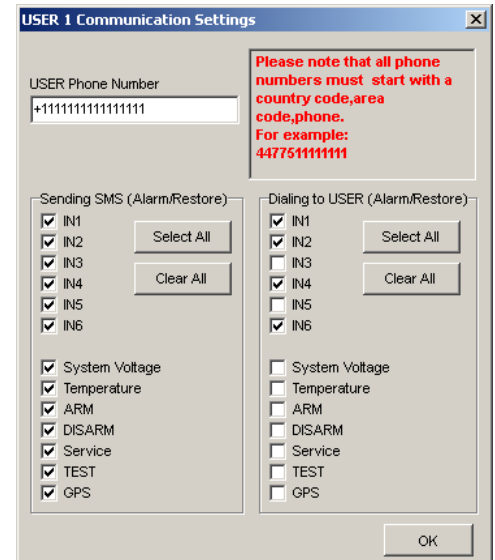 USER 1 Communication Settings
USER Phone Number
+1111111111111111
Please note that all phone
numbers must start with a
country code,area
code,phone.
For example:
4477511111111
Sending SMS (Alarm/Restore)
IN1
IN2
IN3
IN4
IN5
IN6
Select All
Clear All
System Voltage
Temperature
ARM
DISARM
Service
TEST
GPS
Dialing to USER (Alarm/Restore)
IN1
IN2
IN3
IN4
IN5
IN6
Select All
Clear All
System Voltage
Temperature
ARM
DISARM
Service
TEST
GPS
OK